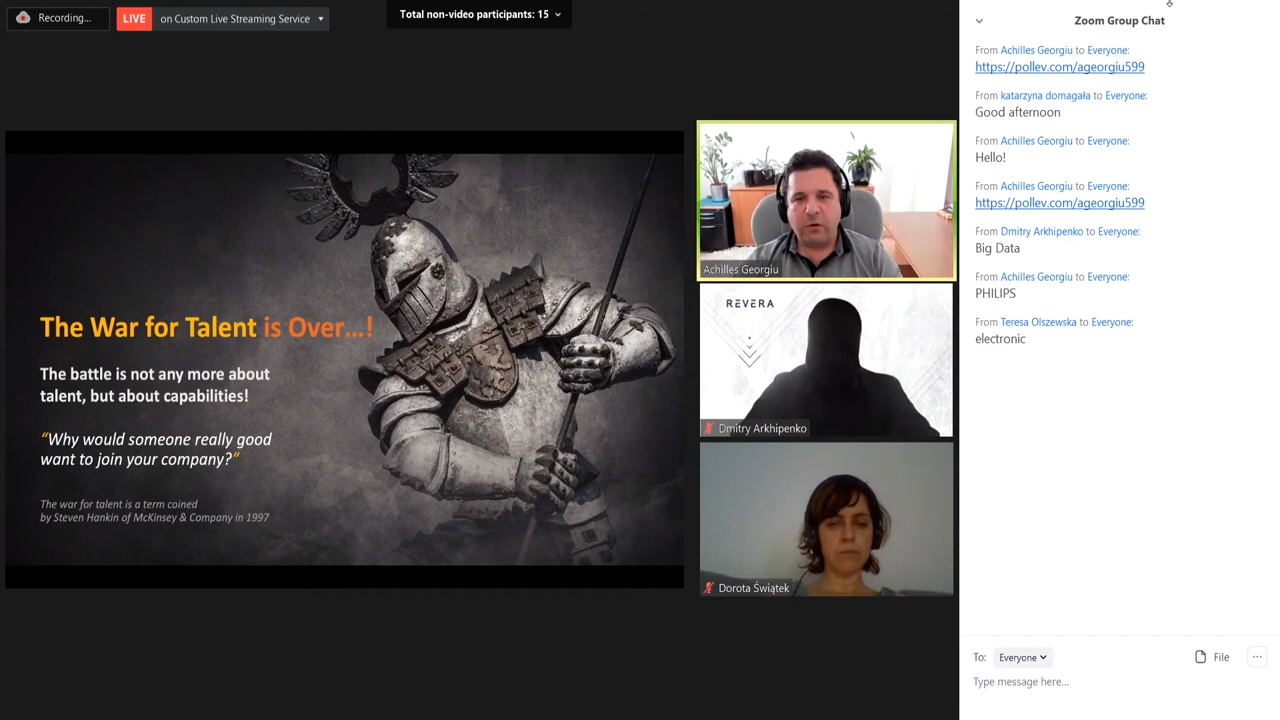 Recording...
LIVE
on Custom Live Streaming Service
Total non-video participants: 15
The War for Talent is Over...!
The battle is not any more about
talent, but about capabilities!
“Why would someone really good
want to join your company?”
The war for talent is a term coined
by Steven Hankin of McKinsey & Company in 1997
Achilles Georgiu
REVERA
Dmitry Arkhipenko
Dorota Świątek
Zoom Group Chat
From Achilles Georgiu to Everyone:
https://pollev.com/ageorgiu599
From katarzyna domagała to Everyone:
Good afternoon
From Achilles Georgiu to Everyone:
Hello!
From Achilles Georgiu to Everyone:
https://pollev.com/ageorgiu599
From Dmitry Arkhipenko to Everyone:
Big Data
From Achilles Georgiu to Everyone:
PHILIPS
From Teresa Olszewska to Everyone:
electronic
To: Everyone
File
Type message here...